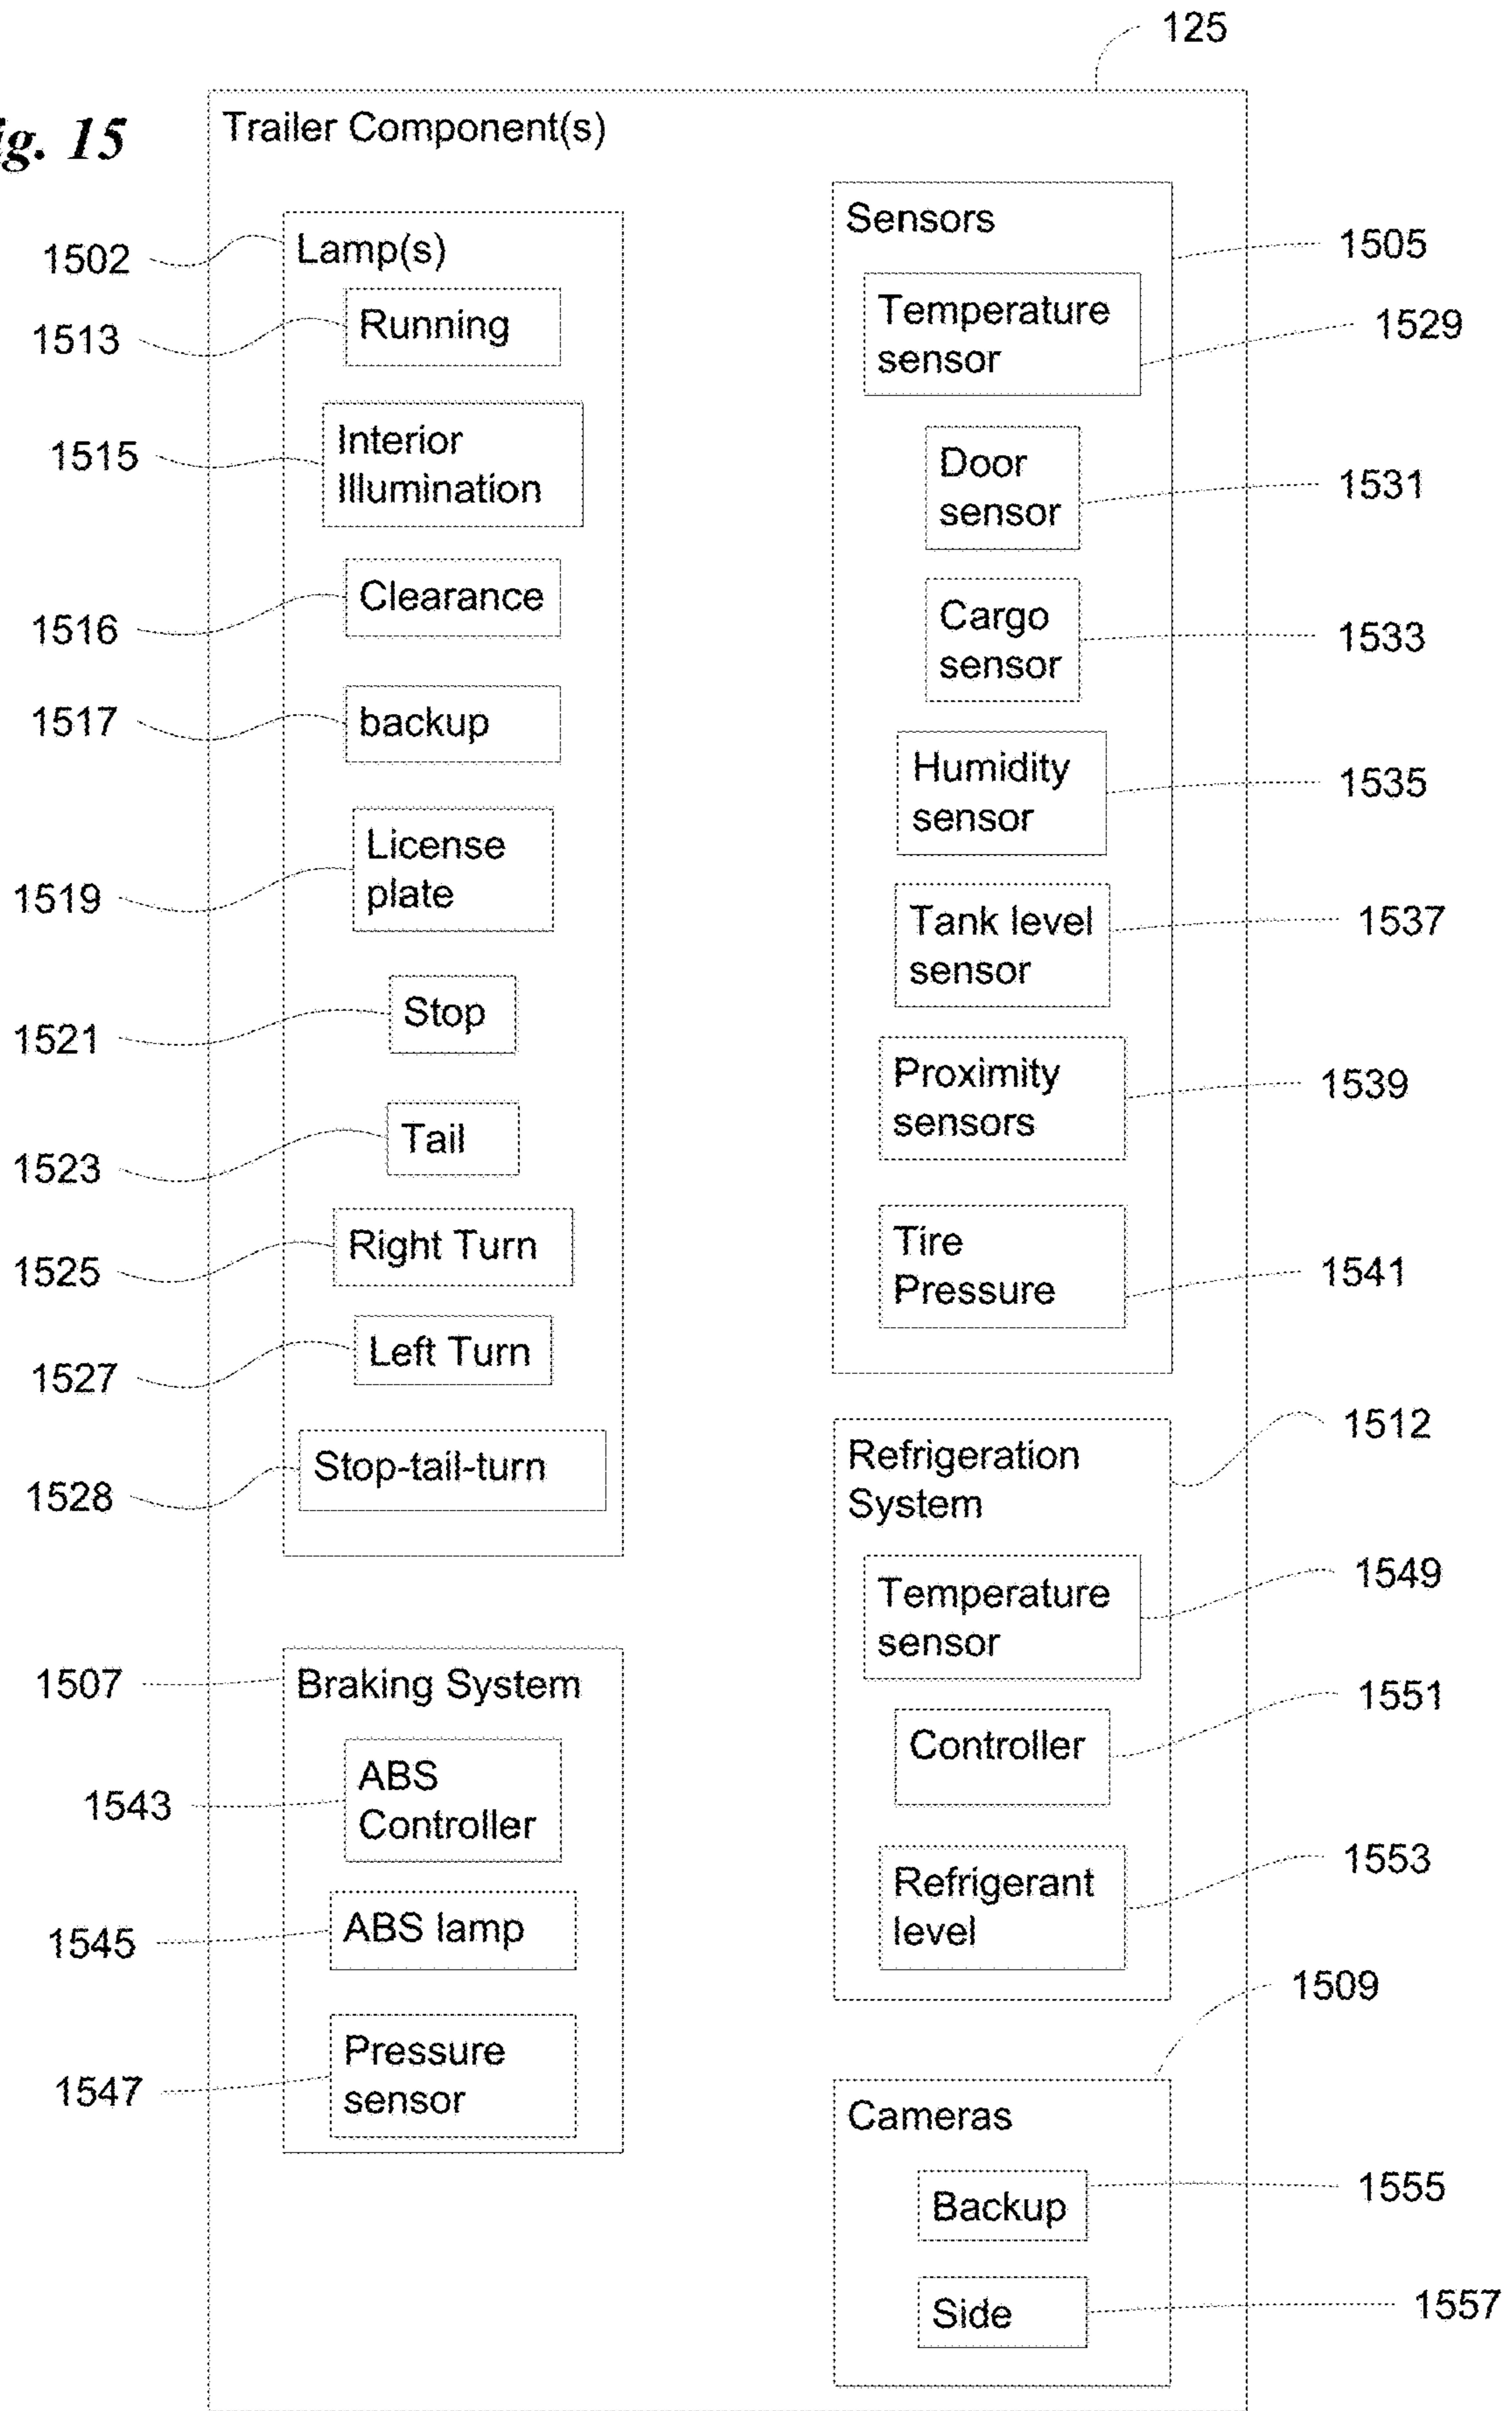 125
ig. 15
Trailer Component(s)
1502
Lamp(s)
1513
Running
1515
Interior
Illumination
1516
Clearance
1517
backup
1519
License
plate
1521
Stop
1523
Tail
1525
Right Turn
1527
Left Turn
1528
Stop-tail-turn
1507
Braking System
1543
ABS
Controller
1545
ABS lamp
1547
Pressure
sensor
Sensors
1505
Temperature
sensor
1529
Door
sensor
1531
Cargo
sensor
1533
Humidity
sensor
1535
Tank level
sensor
1537
Proximity
sensors
1539
Tire
Pressure
1541
Refrigeration
System
1512
Temperature
sensor
1549
Controller
1551
Refrigerant
level
1553
1509
Cameras
Backup
1555
Side
1557